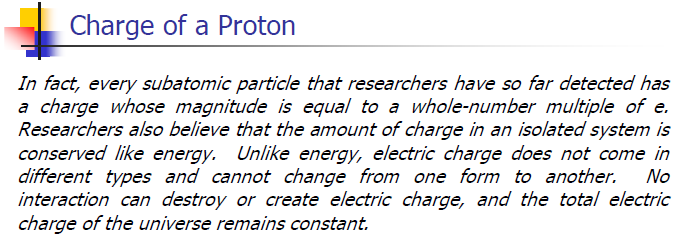 Charge of a Proton
In fact, every subatomic particle that researchers have so far detected has
a charge whose magnitude is equal to a whole-number multiple of e.
Researchers also believe that the amount of charge in an isolated system is
conserved like energy. Unlike energy, electric charge does not come in
different types and cannot change from one form to another. No
interaction can destroy or create electric charge, and the total electric
charge of the universe remains constant.